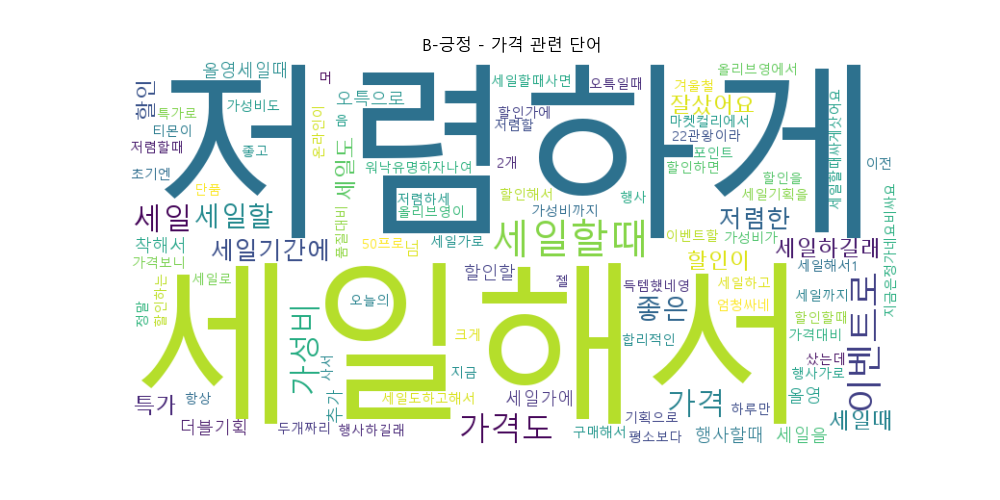 B-긍정 - 가격 관련 단어
저렴하게
세일해서
올영세일때
머
세일할때사면
오특일때
겨울철
올리브영에서
할인
특가로
가성비도
오특으로
할인가에
저렴할
잘샀어요
마켓컬리에서
22관왕이라
티몬이
음
온라인이
저렴할때
좋고
세일도
워낙유명하자나여
2개
할인하면
포인트
세일할때싸게삿어요
이전
초기엔
단품
저렴하세
올리브영이
할인해서
행사
할인을
세일기획을
세일
세일할
품절대비
가성비까지
저렴한
착해서
세일기간에
50프로
넘
세일가로
세일할때
이벤트할
가성비가
세일하길래
가격보니
할인이
지금은정가네요비싸요
정말
할인하는
세일로
오늘의
할인할
젤
득템했네영
세일하고
세일해서1
좋은
엄청싸네
세일까지
이벤트로
가성비
크게
합리적인
할인할때
가격대비
사서
지금
샀는데
행사가로
특가
항상
추가
세일도하고해서
세일가에
가격
올영
더블기획
두개짜리
행사하길래
가격도
구매해서
기획으로
평소보다
하루만
행사할때
세일을
세일때